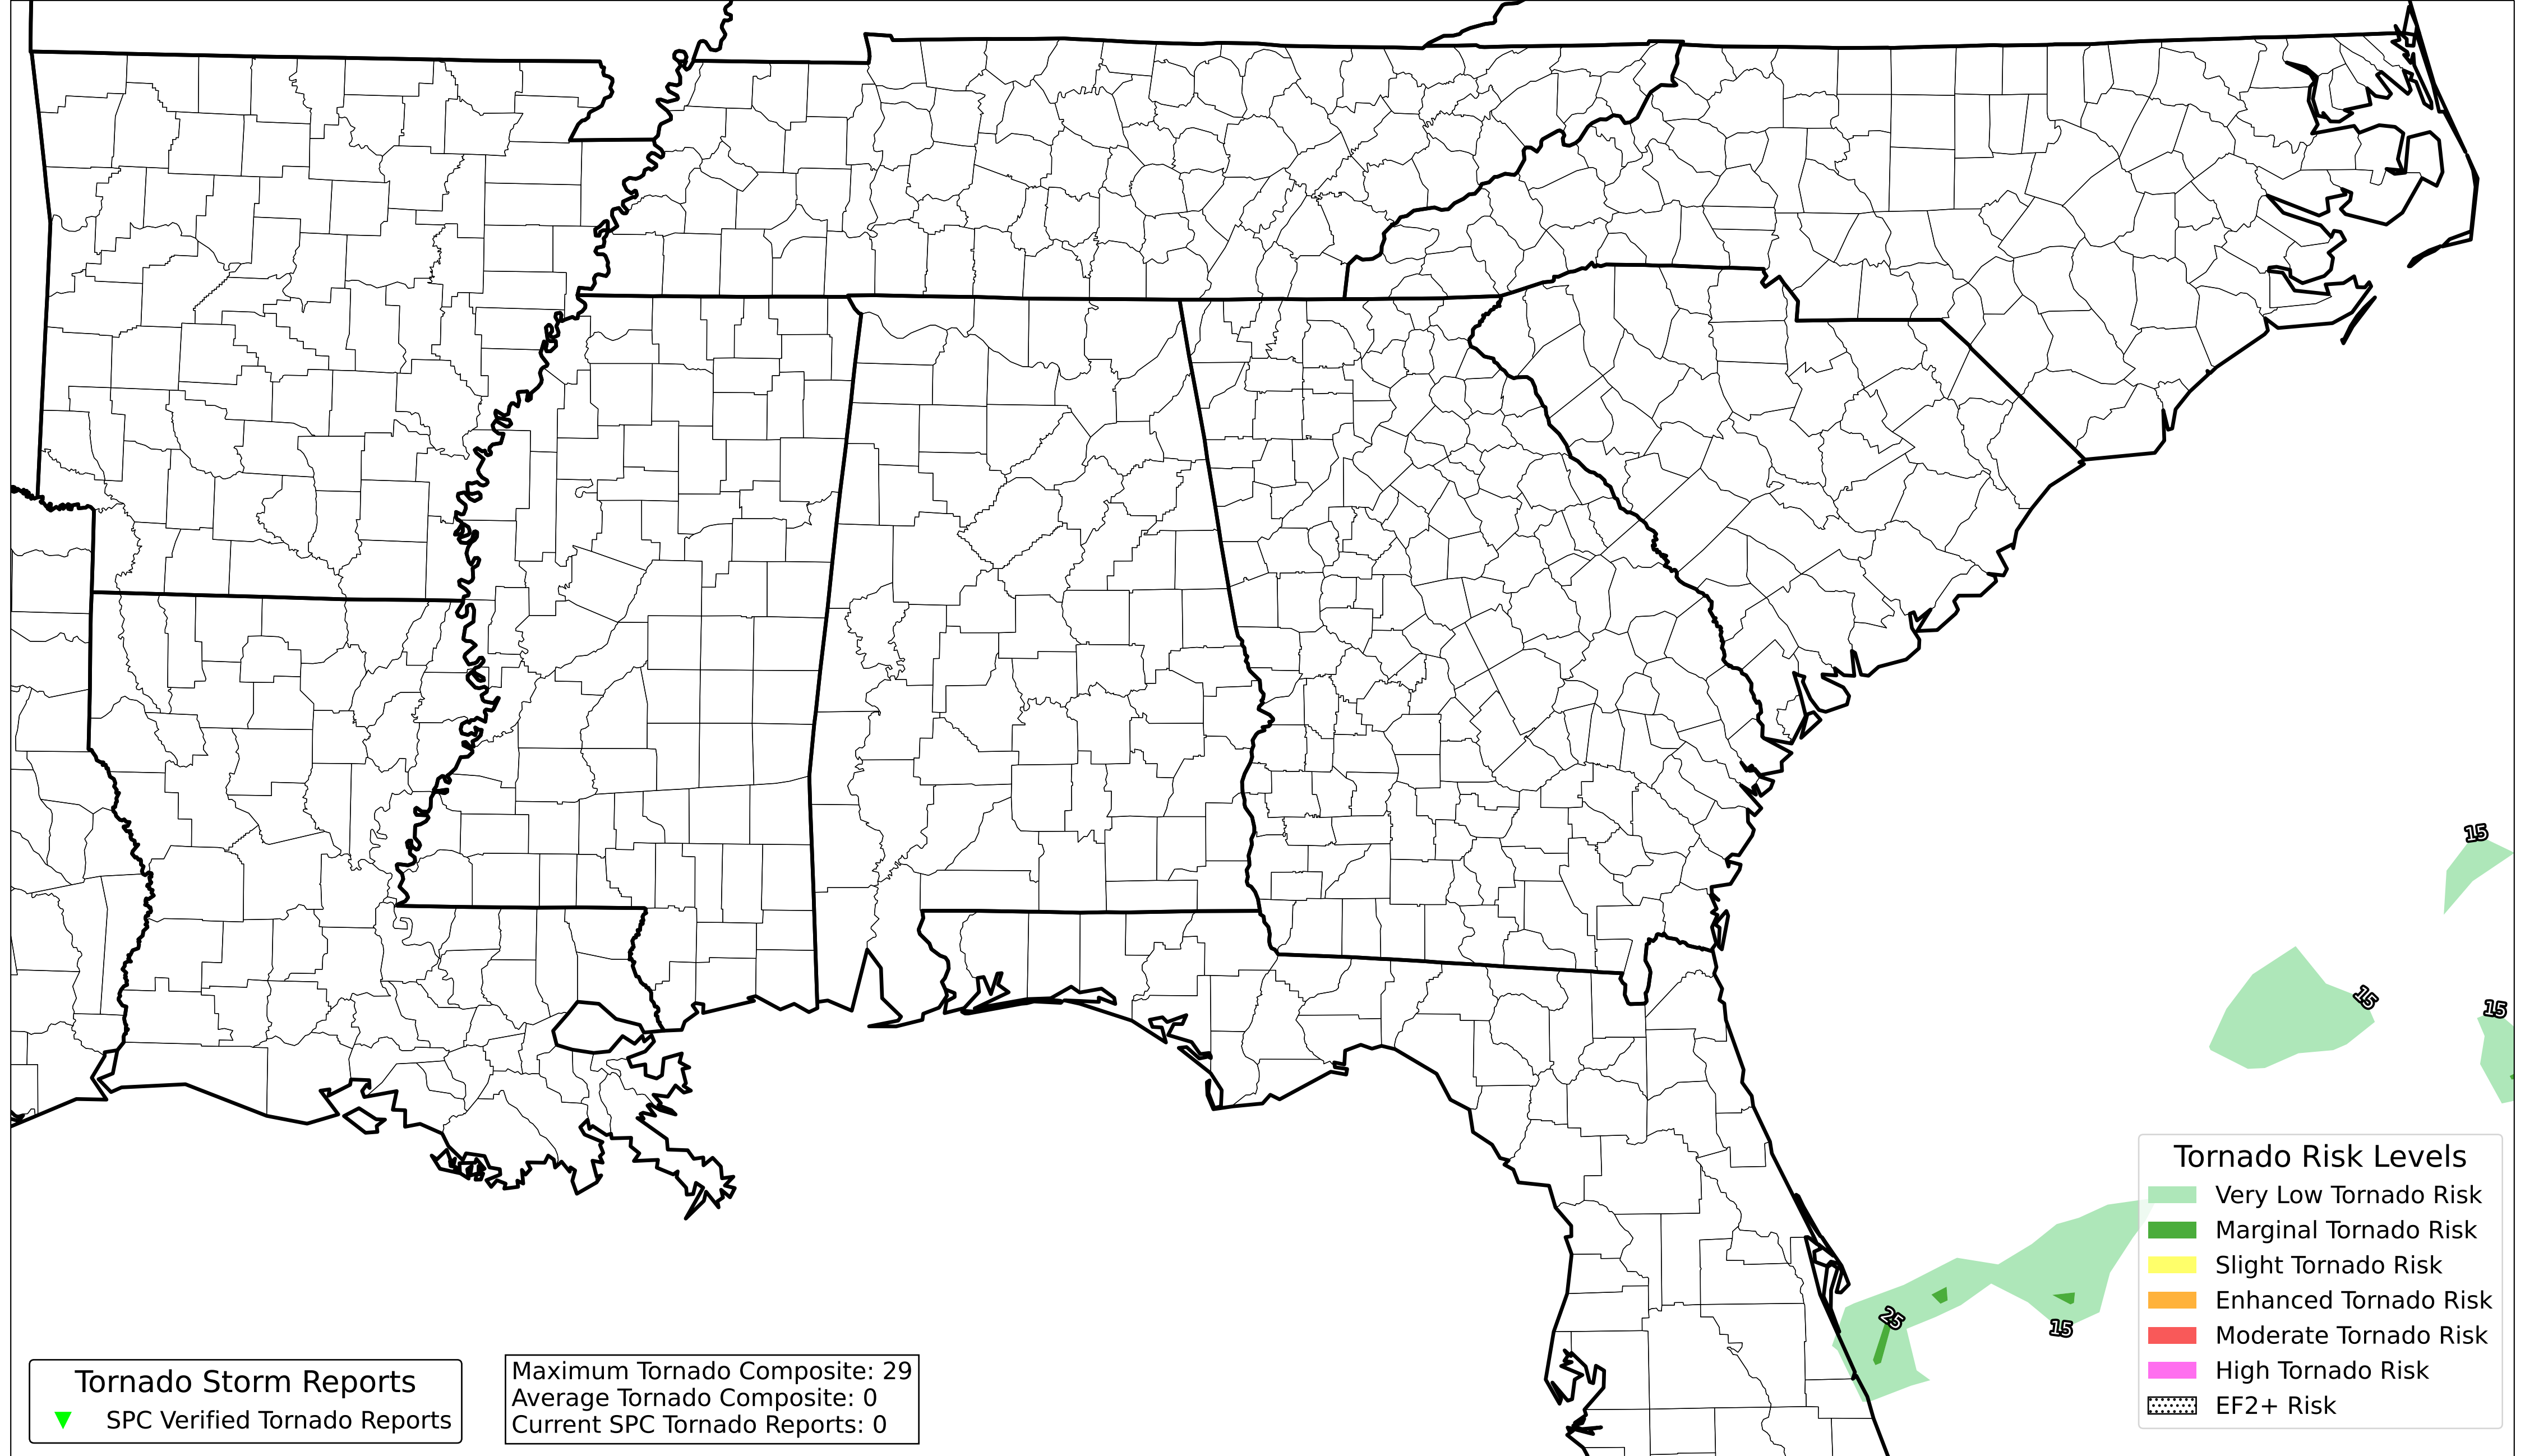 15
15
15
25
15
Tornado Risk Levels
Very Low Tornado Risk
Marginal Tornado Risk
Slight Tornado Risk
Enhanced Tornado Risk
Moderate Tornado Risk
High Tornado Risk
EF2+ Risk
Tornado Storm Reports
SPC Verified Tornado Reports
Maximum Tornado Composite: 29
Average Tornado Composite: 0
Current SPC Tornado Reports: 0